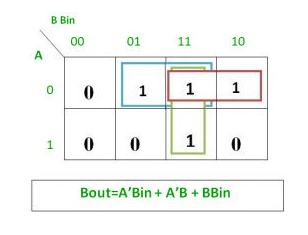 B Bin
00 01 11 10
A
0 0 1 1 1
1 0 0 1 0
Bout=A'Bin + A'B + BBin